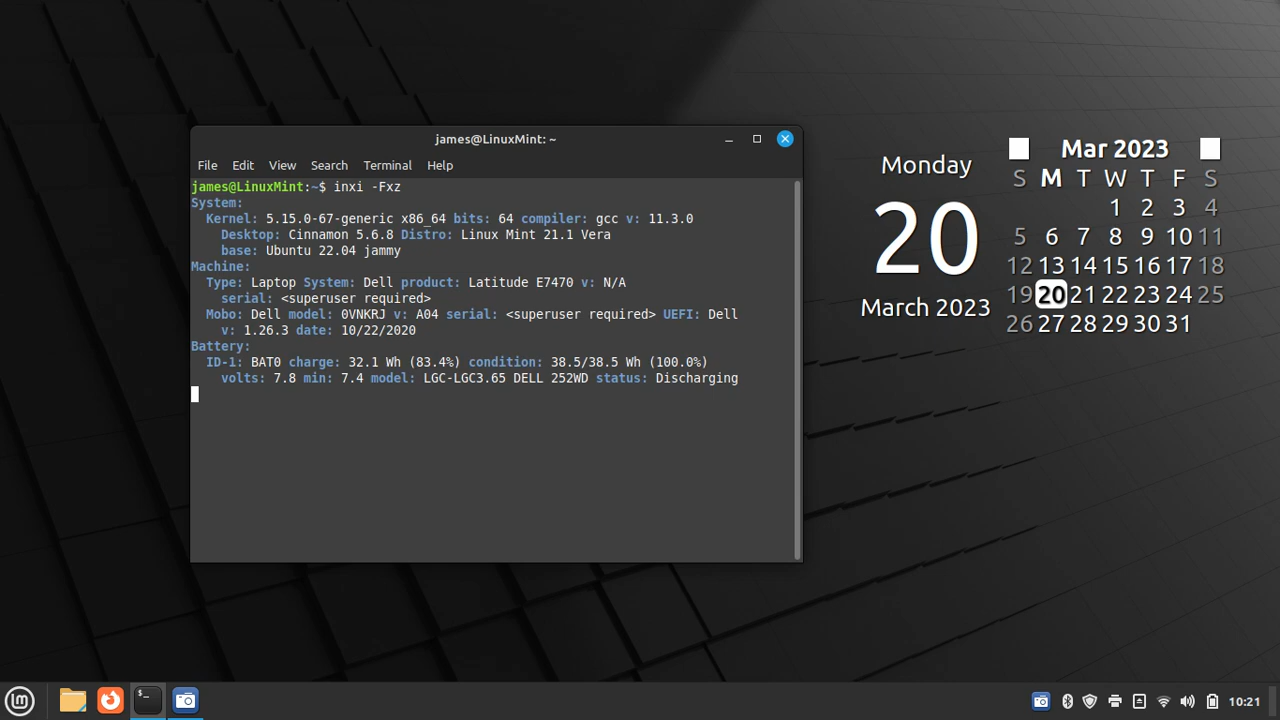 james@LinuxMint: ~
File Edit View Search Terminal Help
james@LinuxMint:~$ inxi -Fxz
System:
Kernel: 5.15.0-67-generic x86_64 bits: 64 compiler: gcc v: 11.3.0
Desktop: Cinnamon 5.6.8 Distro: Linux Mint 21.1 Vera
base: Ubuntu 22.04 jammy
Machine:
Type: Laptop System: Dell product: Latitude E7470 v: N/A
serial: <superuser required>
Mobo: Dell model: 0VNKRJ v: A04 serial: <superuser required> UEFI: Dell
v: 1.26.3 date: 10/22/2020
Battery:
ID-1: BAT0 charge: 32.1 Wh (83.4%) condition: 38.5/38.5 Wh (100.0%)
volts: 7.8 min: 7.4 model: LGC-LGC3.65 DELL 252WD status: Discharging
Monday
20
March 2023
Mar 2023
S M T W T F S
1 2 3 4
5 6 7 8 9 10 11
12 13 14 15 16 17 18
19 20 21 22 23 24 25
26 27 28 29 30 31
10:21